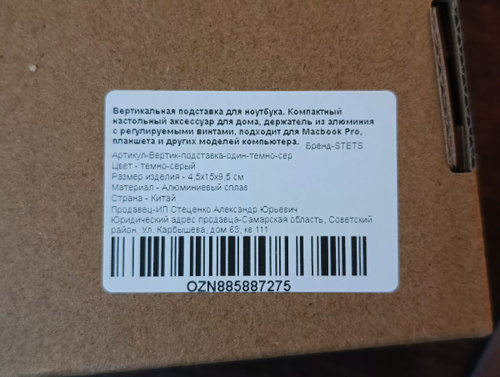 Вертикальная подставка для ноутбука. Компактный
настольный аксессуар для дома, держатель из алюминия
с регулируемыми винтами, подходит для Macbook Pro,
планшета и других моделей компьютера. Бренд-STETS
Артикул-Вертик-подставка-один-темно-сер
Цвет - темно-серый
Размер изделия - 4,5х15х9,5 см
Материал - Алюминиевый сплав
Страна - Китай
Продавец-ИП Стеценко Александр Юрьевич
Юридический адрес продавца-Самарская область, Советский
район, Ул. Карбышева, дом 63, кв 111
OZN885887275